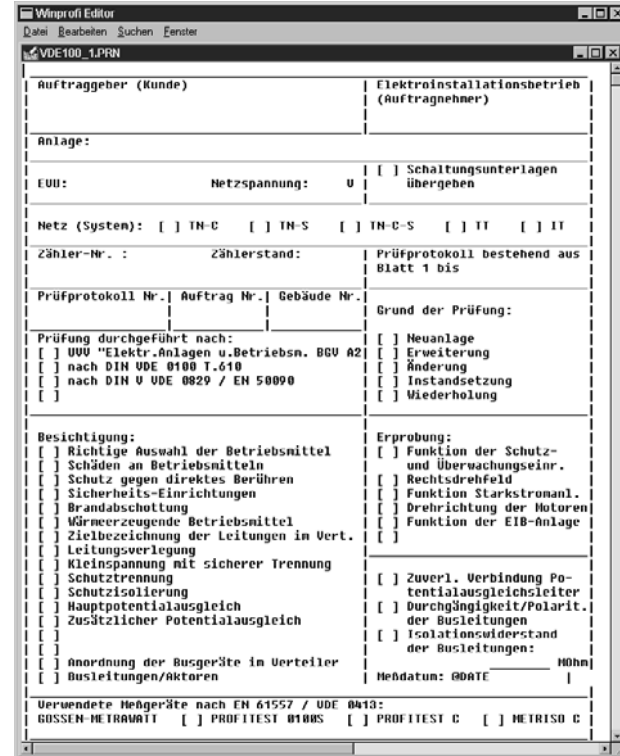 Winprofi Editor
Datei Bearbeiten Suchen Fenster
VDE100_1.PRN
Auftraggeber (Kunde) | Elektroinstallationsbetrieb
(Auftragnehmer)
Anlage:
[ ] Schaltungsunterlagen
EVU: Netzspannung: V | übergeben
Netz (System): [ ] TN-C [ ] TN-S [ ] TN-C-S [ ] TT [ ] IT
Zähler-Nr. : Zählerstand: | Prüfprotokoll bestehend aus
Blatt 1 bis
Prüfprotokoll Nr.| Auftrag Nr.| Gebäude Nr.
Grund der Prüfung:
Prüfung durchgeführt nach: | [ ] Neuanlage
[ ] UVV "Elektr.Anlagen u.Betriebsm. BGV A2| [ ] Erweiterung
[ ] nach DIN VDE 0100 T.610 | [ ] Änderung
[ ] nach DIN V VDE 0829 / EN 50090 | [ ] Instandsetzung
[ ] | [ ] Wiederholung
Besichtigung: | Erprobung:
[ ] Richtige Auswahl der Betriebsmittel | [ ] Funktion der Schutz-
[ ] Schäden an Betriebsmitteln | und Überwachungseinr.
[ ] Schutz gegen direktes Berühren | [ ] Rechtsdrehfeld
[ ] Sicherheits-Einrichtungen | [ ] Funktion Starkstromanl.
[ ] Brandabschottung | [ ] Drehrichtung der Motoren
[ ] Wärmeerzeugende Betriebsmittel | [ ] Funktion der EIB-Anlage
[ ] Zielbezeichnung der Leitungen im Vert. | [ ]
[ ] Leitungsverlegung
[ ] Kleinspannung mit sicherer Trennung
[ ] Schutztrennung | [ ] Zuverl. Verbindung Po-
[ ] Schutzisolierung | tentialausgleichsleiter
[ ] Hauptpotentialausgleich | [ ] Durchgängigkeit/Polarit.
[ ] Zusätzlicher Potentialausgleich | der Busleitungen
[ ] | [ ] Isolationswiderstand
[ ] | der Busleitungen:
[ ] Anordnung der Busgeräte im Verteiler | MOhm
[ ] Busleitungen/Aktoren | Meßdatum: @DATE
Verwendete Meßgeräte nach EN 61557 / VDE 0413:
GOSSEN-METRAWATT [ ] PROFITEST 0100S [ ] PROFITEST C [ ] METRISO C